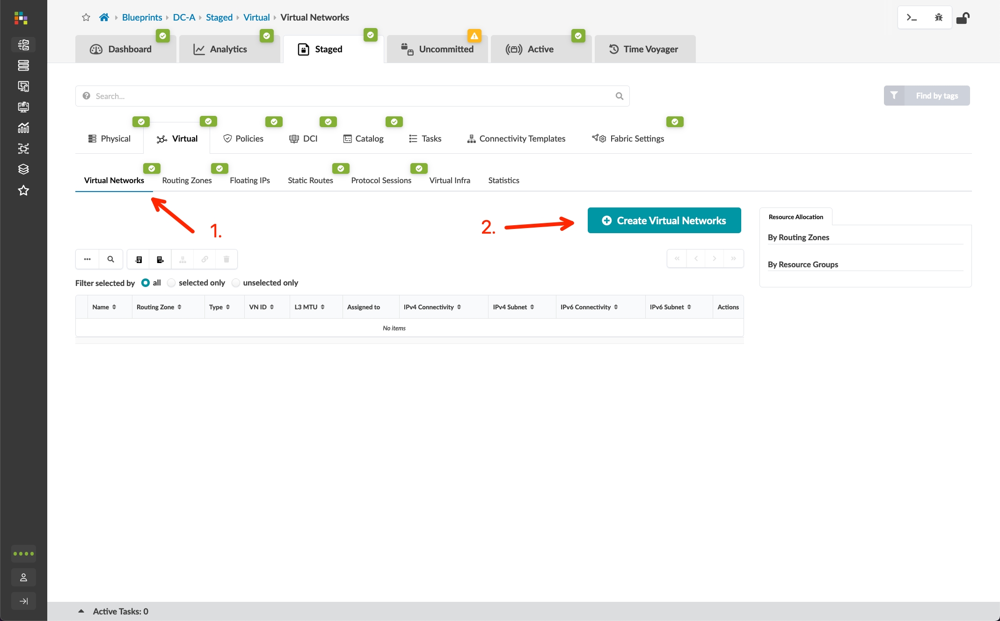 Blueprints DC-A Staged Virtual Virtual Networks
Dashboard Analytics Staged Uncommitted Active Time Voyager
Search... Find by tags
Physical Virtual Policies DCI Catalog Tasks Connectivity Templates Fabric Settings
Virtual Networks Routing Zones Floating IPs Static Routes Protocol Sessions Virtual Infra Statistics
1.
2.
Create Virtual Networks
Resource Allocation
By Routing Zones
By Resource Groups
Filter selected by all selected only unselected only
Name Routing Zone Type VN ID L3 MTU Assigned to IPv4 Connectivity IPv4 Subnet IPv6 Connectivity IPv6 Subnet Actions
No items
Active Tasks: 0